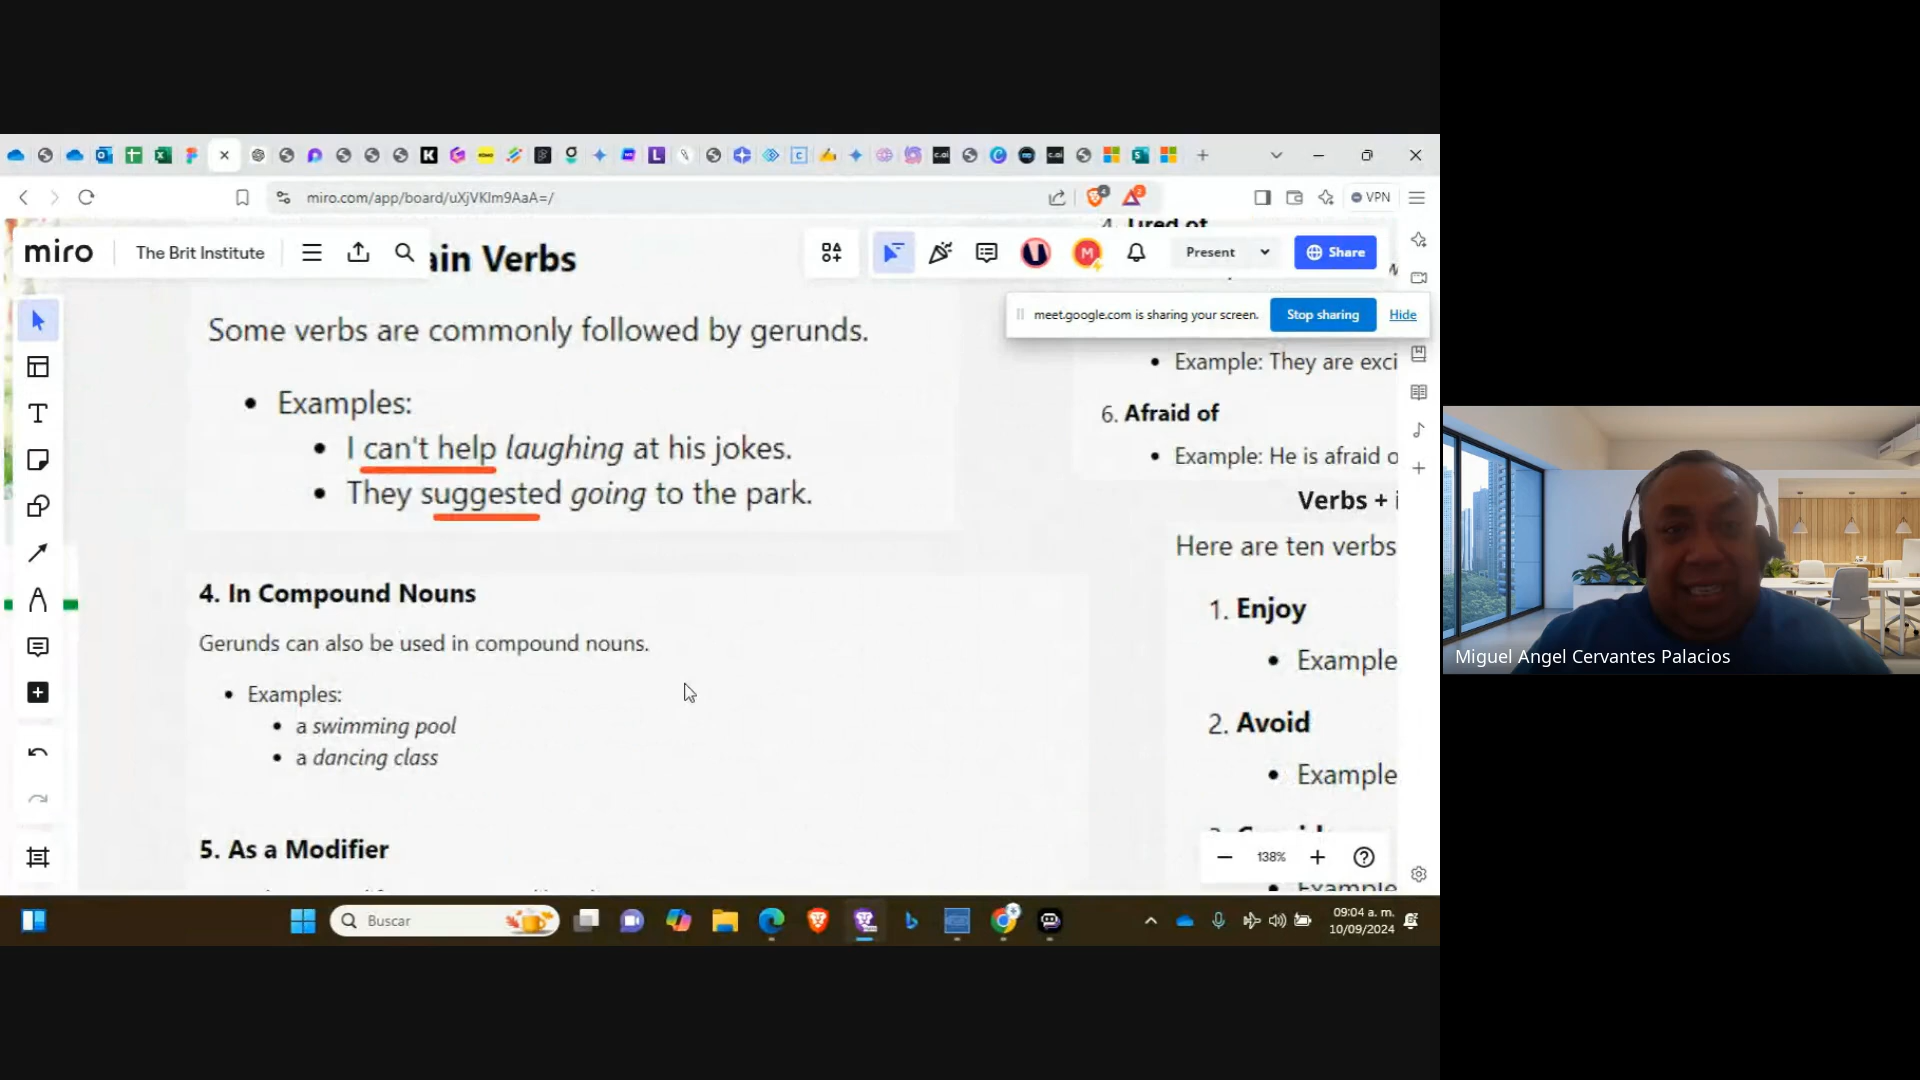 miro.com/app/board/uXjVKlm9AaA=/
VPN
miro
The Brit Institute
ain Verbs
Present
Share
meet.google.com is sharing your screen.
Stop sharing
Hide
Some verbs are commonly followed by gerunds.
Examples:
I can't help laughing at his jokes.
They suggested going to the park.
4. In Compound Nouns
Gerunds can also be used in compound nouns.
Examples:
a swimming pool
a dancing class
5. As a Modifier
4. Tired of
Example: They are exci
6. Afraid of
Example: He is afraid o
Verbs + i
Here are ten verbs
1. Enjoy
Example
2. Avoid
Example
Example
138%
Buscar
09:04 a. m.
10/09/2024
Miguel Angel Cervantes Palacios